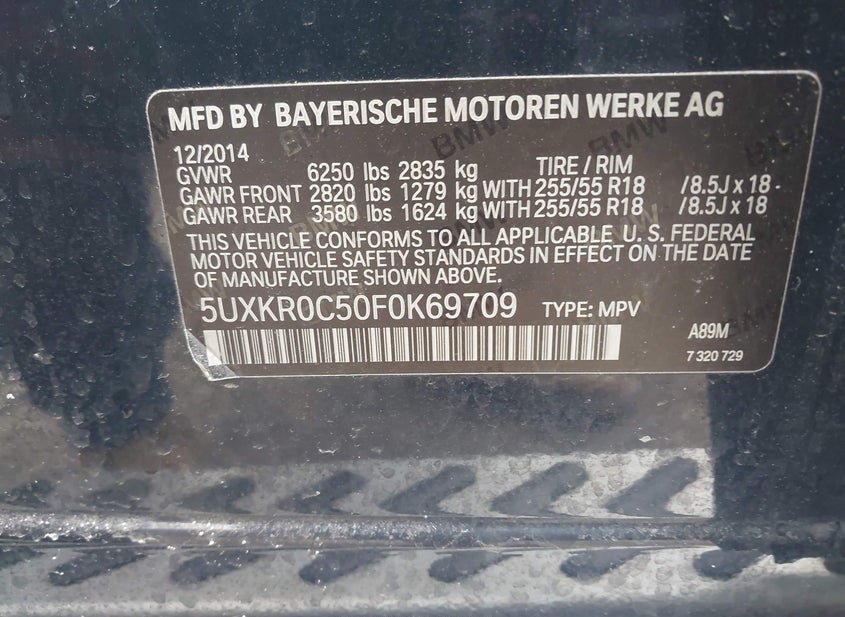 MFD BY BAYERISCHE MOTOREN WERKE AG
12/2014
GVWR 6250 lbs 2835 kg TIRE / RIM
GAWR FRONT 2820 lbs 1279 kg WITH 255/55 R18 /8.5J x 18
GAWR REAR 3580 lbs 1624 kg WITH 255/55 R18 /8.5J x 18
THIS VEHICLE CONFORMS TO ALL APPLICABLE U. S. FEDERAL
MOTOR VEHICLE SAFETY STANDARDS IN EFFECT ON THE DATE
OF MANUFACTURE SHOWN ABOVE.
5UXKR0C50F0K69709 TYPE: MPV
A89M
7 320 729